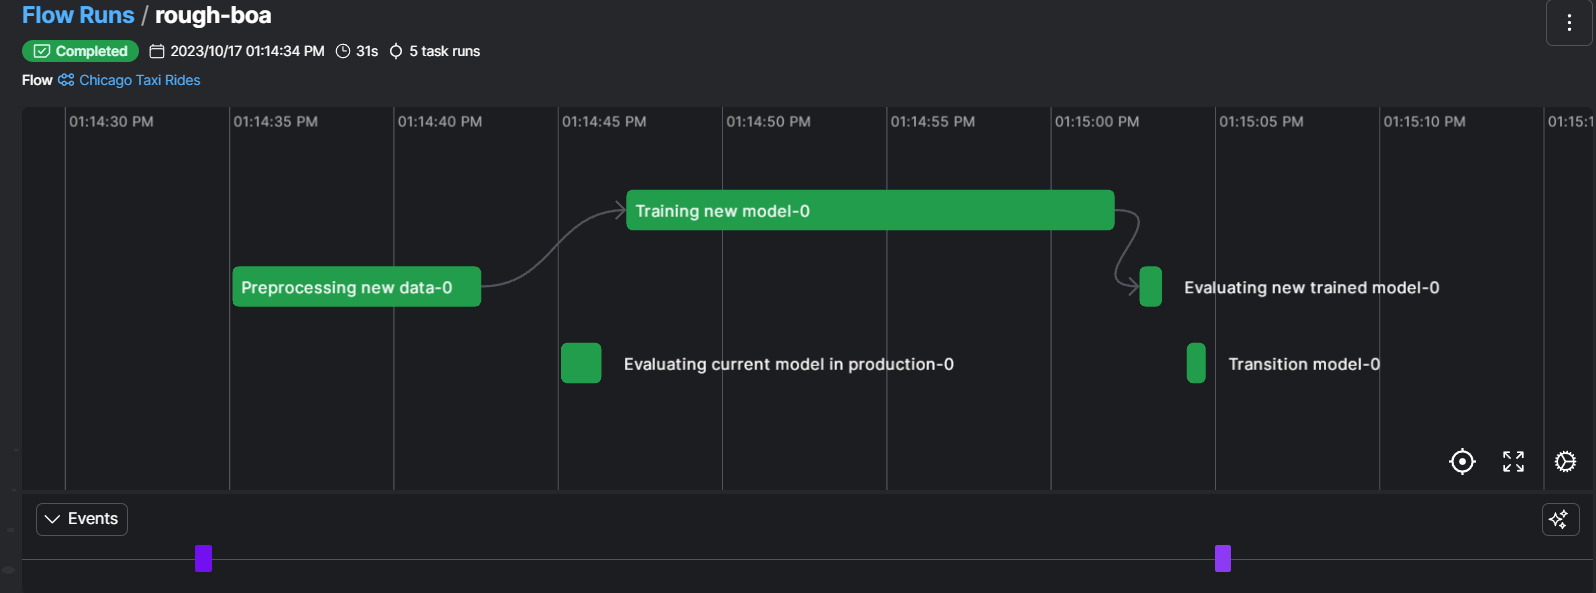 Flow Runs / rough-boa
Completed 2023/10/17 01:14:34 PM 31s 5 task runs
Flow Chicago Taxi Rides
01:14:30 PM 01:14:35 PM 01:14:40 PM 01:14:45 PM 01:14:50 PM 01:14:55 PM 01:15:00 PM 01:15:05 PM 01:15:10 PM 01:15:1
Training new model-0
Preprocessing new data-0 Evaluating new trained model-0
Evaluating current model in production-0 Transition model-0
Events